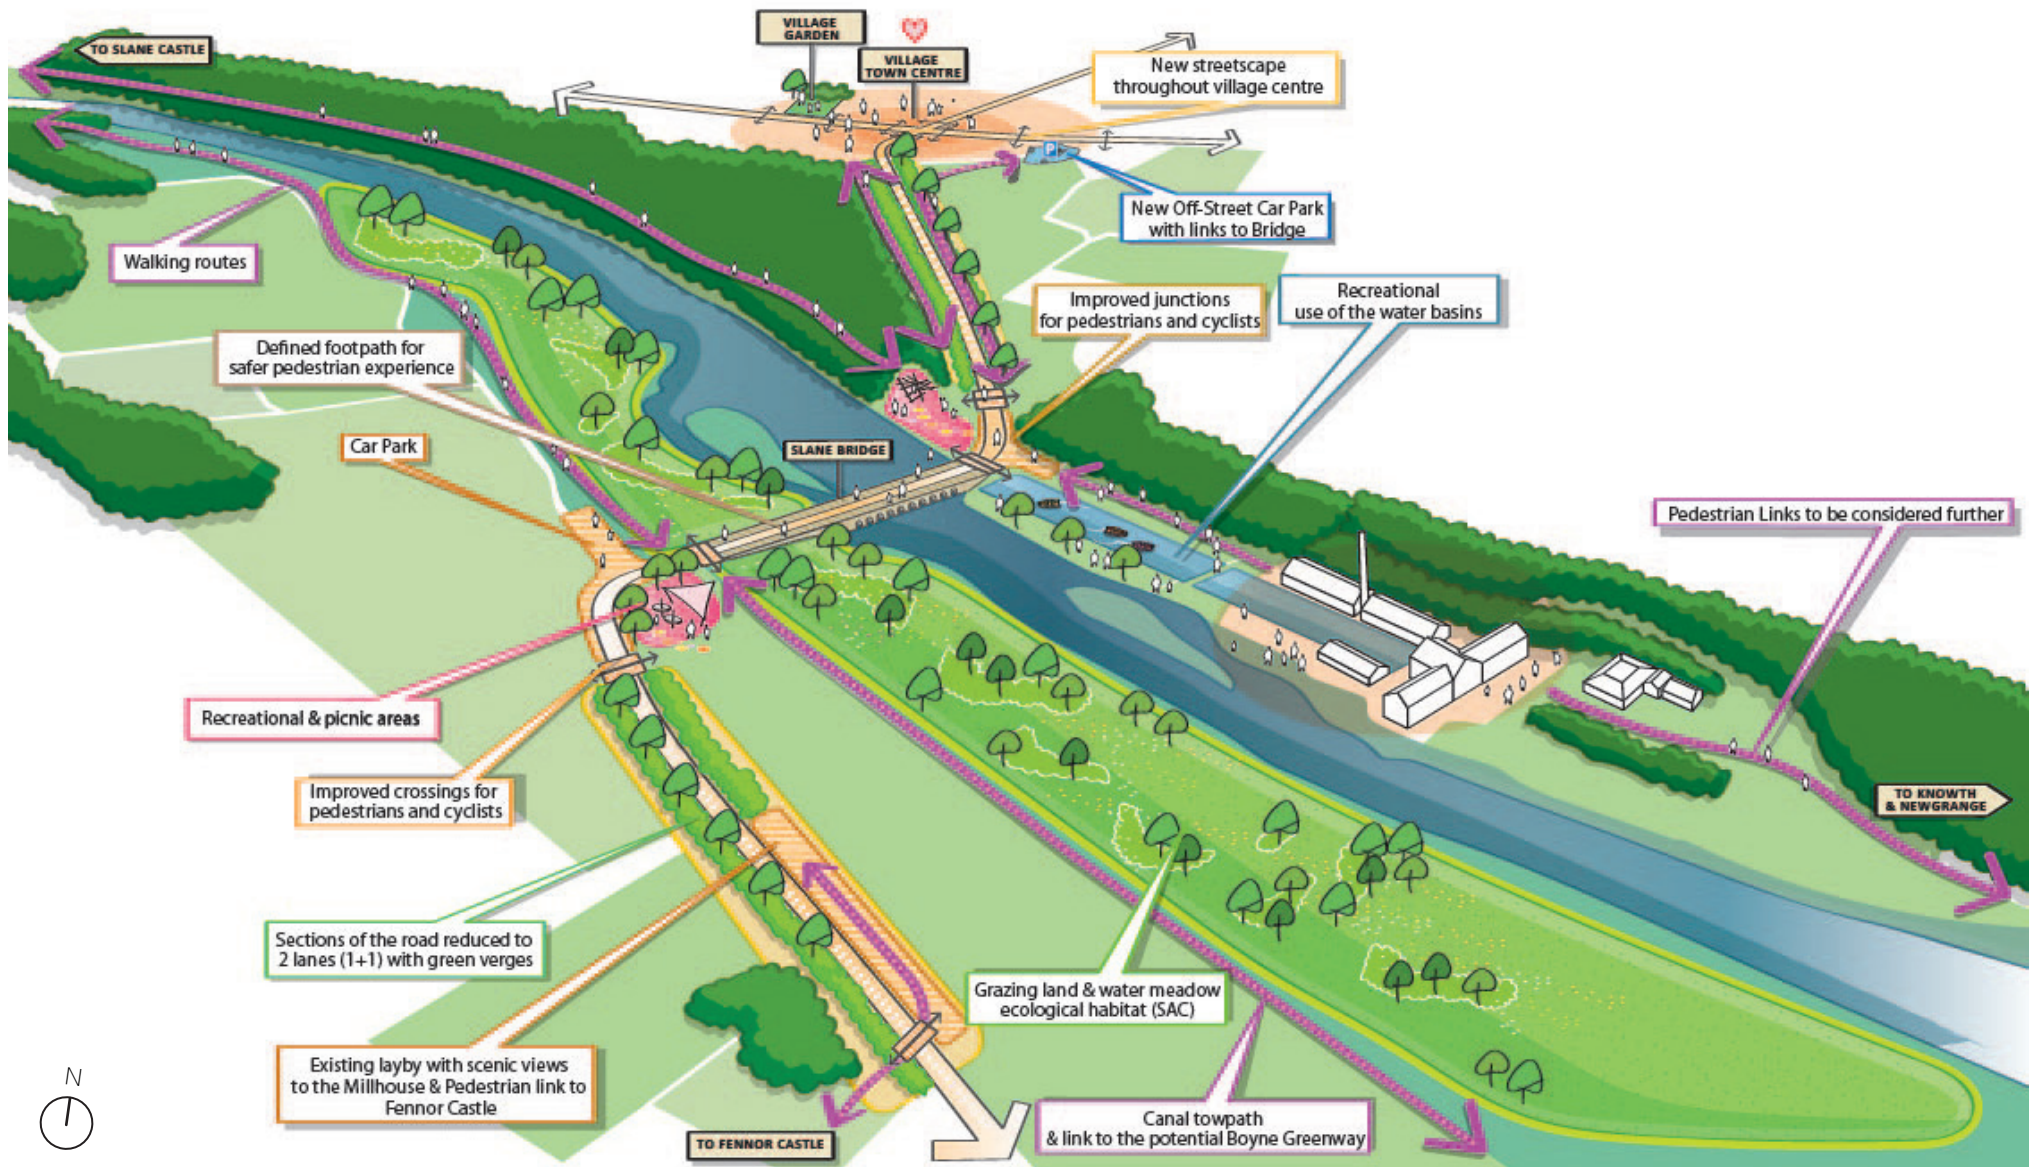 VILLAGE
GARDEN
TO SLANE CASTLE
VILLAGE
TOWN CENTRE
New streetscape
throughout village centre
P
New Off-Street Car Park
with links to Bridge
Walking routes
Improved junctions
for pedestrians and cyclists
Recreational
use of the water basins
Defined footpath for
safer pedestrian experience
Car Park
SLANE BRIDGE
Pedestrian Links to be considered further
Recreational & picnic areas
Improved crossings for
pedestrians and cyclists
TO KNOWTH
& NEWGRANGE
Sections of the road reduced to
2 lanes (1+1) with green verges
Grazing land & water meadow
ecological habitat (SAC)
Existing layby with scenic views
to the Millhouse & Pedestrian link to
Fennor Castle
N
Canal towpath
& link to the potential Boyne Greenway
TO FENNOR CASTLE